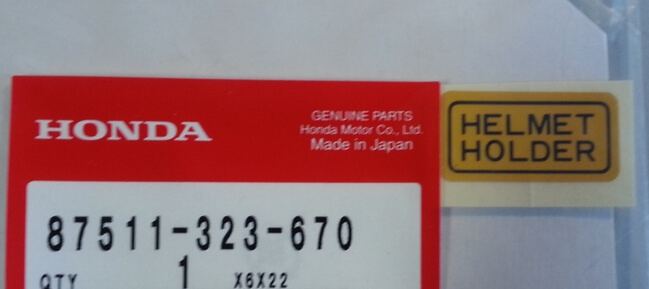 HONDA
GENUINE PARTS
Honda Motor Co., Ltd.
Made in Japan
HELMET
HOLDER
87511-323-670
QTY 1 X6X22